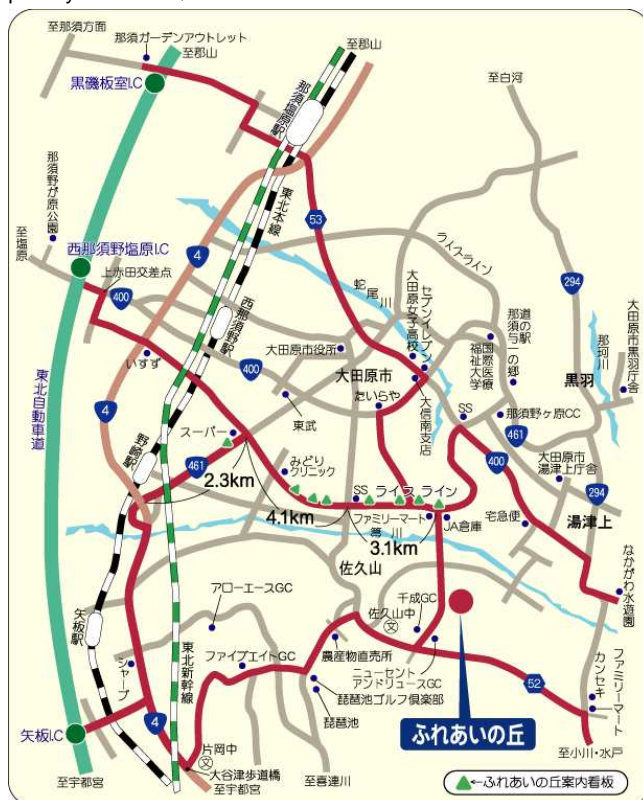 至那須方面
那須ガーデンアウトレット
至郡山
至郡山
黒磯板室I.C
那須塩原駅
至白河
那須野が原公園
東北本線
53
至塩原
4
ライスライン
西那須野塩原I.C
上赤田交差点
294
400
蛇尾川
大田原女子高校
セブンイレブン
国際医療福祉大学
道の駅那須与一の郷
那珂川
大田原市黒羽庁舎
西那須野駅
大田原市役所
いすず
400
大田原市
黒羽
東北自動車道
4
たいらや
大信南支店
SS
那須野ヶ原CC
東武
461
スーパー
野崎駅
461
400
大田原市
湯津上庁舎
みどり
クリニック
2.3km
294
SS ライフ ライン
4.1km
宅急便
湯津上
ファミリーマート
箒川
JA倉庫
3.1km
佐久山
なかがわ水遊園
アローエースGC
千成GC
佐久山中
文
矢板駅
農産物直売所
ファイブエイトGC
ニューセント
アンドリュースGC
シャープ
東北新幹線
琵琶池ゴルフ倶楽部
52
カンセキ
ファミリーマート
琵琶池
4
ふれあいの丘
矢板I.C
片岡中
文
至小川・水戸
大谷津歩道橋
至宇都宮
至宇都宮
至喜連川
←ふれあいの丘案内看板